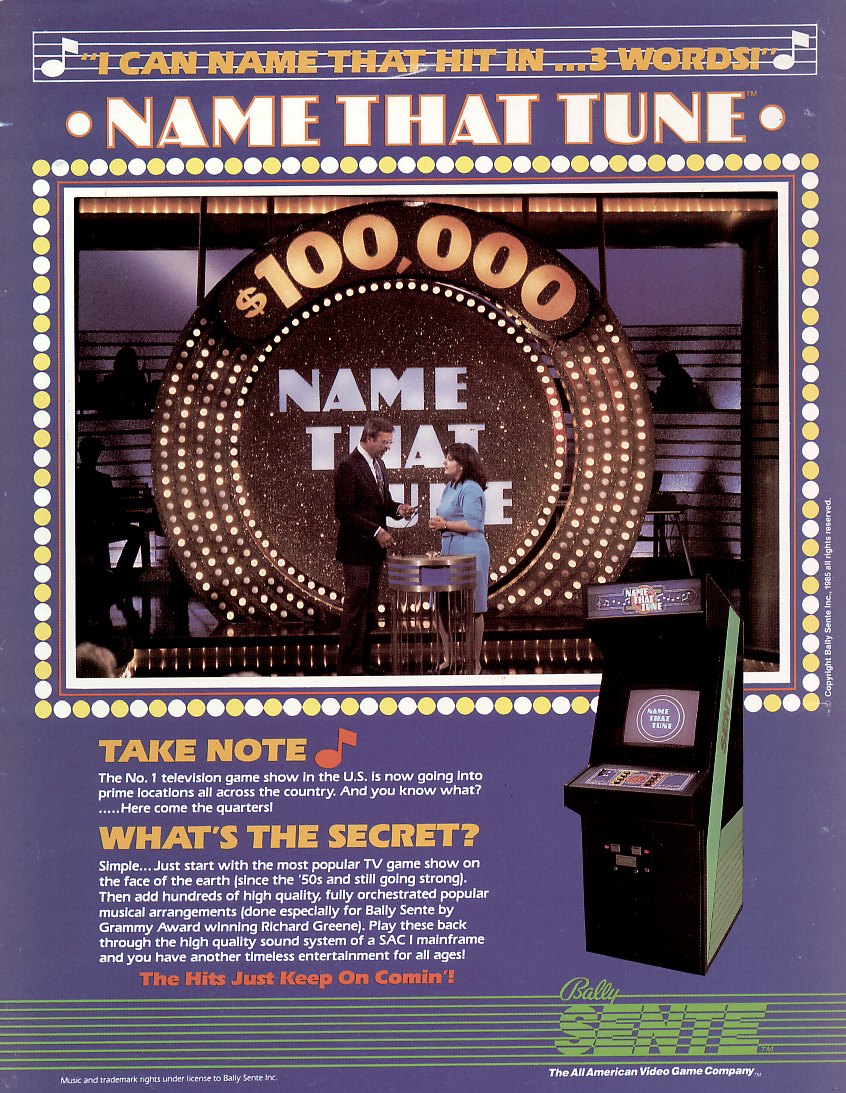 "I CAN NAME THAT HIT IN ...3 WORDS!"
• NAME THAT TUNE™ •
$100,000
NAME
THAT
TUNE
NAME
THAT
TUNE
NAME
THAT
TUNE
SENTE
© Copyright Bally Sente Inc., 1985 all rights reserved.
TAKE NOTE
The No. 1 television game show in the U.S. is now going into
prime locations all across the country. And you know what?
.....Here come the quarters!
WHAT'S THE SECRET?
Simple...Just start with the most popular TV game show on
the face of the earth (since the '50s and still going strong).
Then add hundreds of high quality, fully orchestrated popular
musical arrangements (done especially for Bally Sente by
Grammy Award winning Richard Greene). Play these back
through the high quality sound system of a SAC I mainframe
and you have another timeless entertainment for all ages!
The Hits Just Keep On Comin'!
Bally
SENTE™
The All American Video Game Company™
Music and trademark rights under license to Bally Sente Inc.